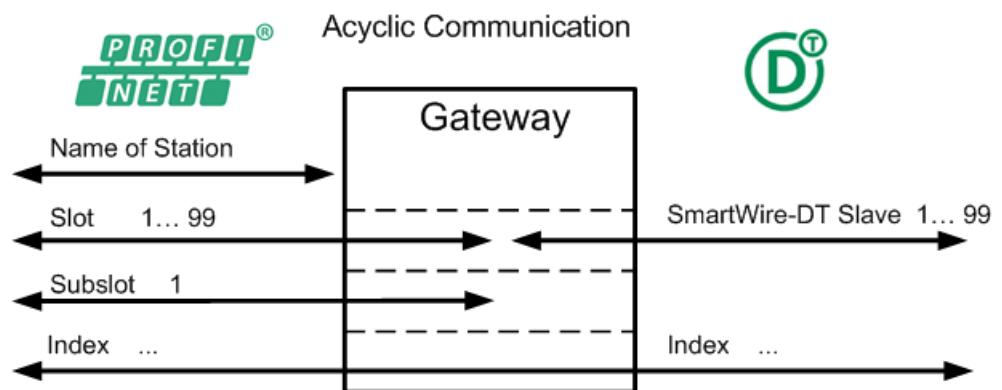 Acyclic Communication
PROFI®
NET
DT
Gateway
Name of Station
Slot 1... 99
SmartWire-DT Slave 1... 99
Subslot 1
Index ...
Index ...